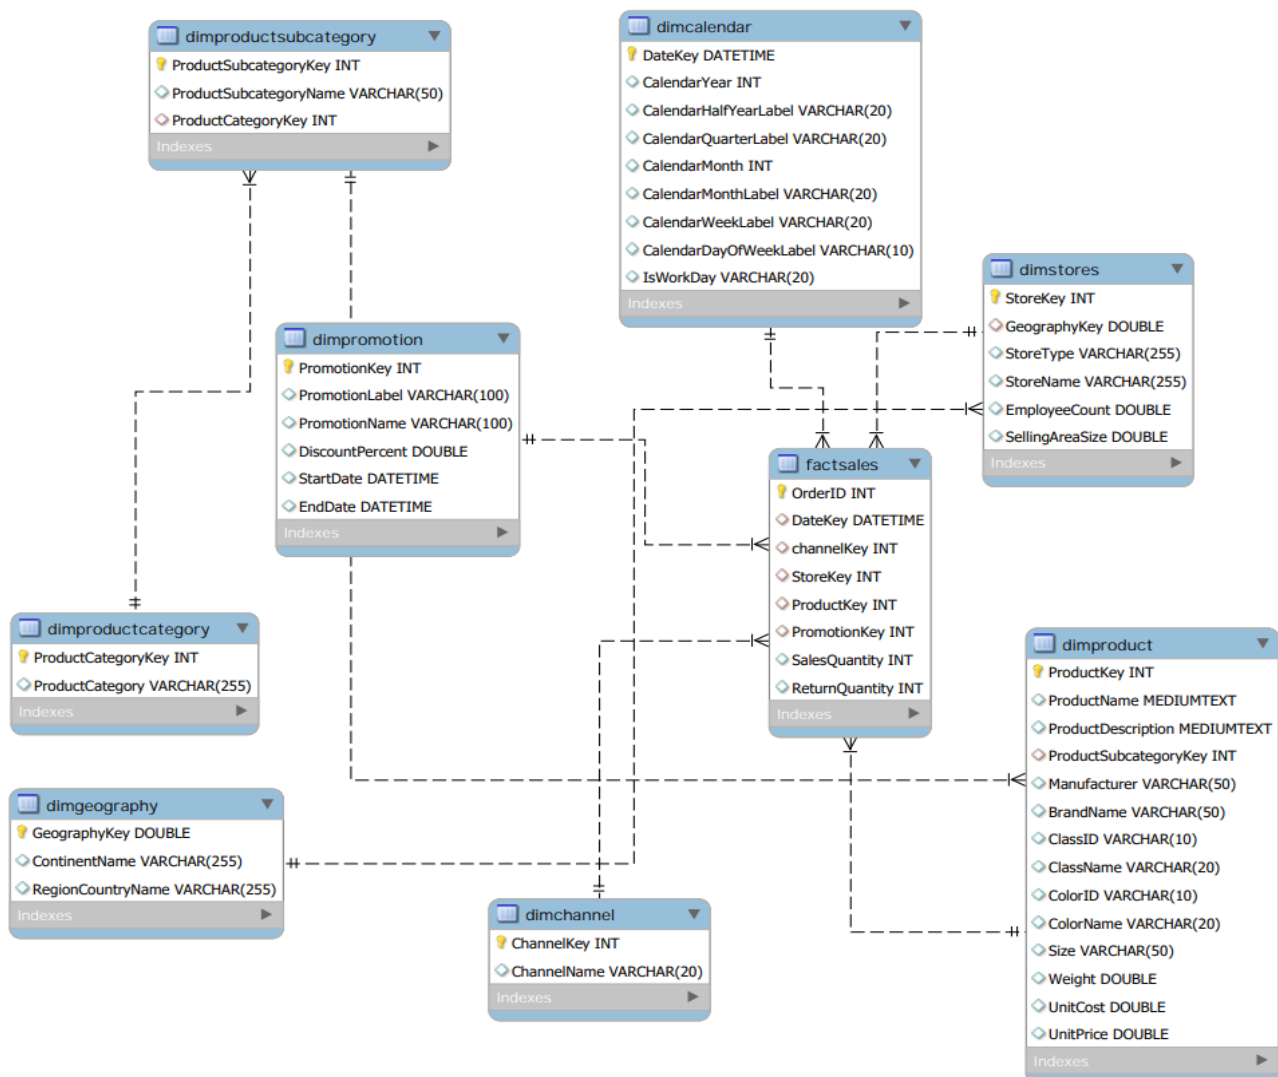 dimproductsubcategory
ProductSubcategoryKey INT
ProductSubcategoryName VARCHAR(50)
ProductCategoryKey INT
Indexes
dimcalendar
DateKey DATETIME
CalendarYear INT
CalendarHalfYearLabel VARCHAR(20)
CalendarQuarterLabel VARCHAR(20)
CalendarMonth INT
CalendarMonthLabel VARCHAR(20)
CalendarWeekLabel VARCHAR(20)
CalendarDayOfWeekLabel VARCHAR(10)
IsWorkDay VARCHAR(20)
Indexes
dimstores
StoreKey INT
GeographyKey DOUBLE
StoreType VARCHAR(255)
StoreName VARCHAR(255)
EmployeeCount DOUBLE
SellingAreaSize DOUBLE
Indexes
dimpromotion
PromotionKey INT
PromotionLabel VARCHAR(100)
PromotionName VARCHAR(100)
DiscountPercent DOUBLE
StartDate DATETIME
EndDate DATETIME
Indexes
factsales
OrderID INT
DateKey DATETIME
channelKey INT
StoreKey INT
ProductKey INT
PromotionKey INT
SalesQuantity INT
ReturnQuantity INT
Indexes
dimproductcategory
ProductCategoryKey INT
ProductCategory VARCHAR(255)
Indexes
dimproduct
ProductKey INT
ProductName MEDIUMTEXT
ProductDescription MEDIUMTEXT
ProductSubcategoryKey INT
Manufacturer VARCHAR(50)
BrandName VARCHAR(50)
ClassID VARCHAR(10)
ClassName VARCHAR(20)
ColorID VARCHAR(10)
ColorName VARCHAR(20)
Size VARCHAR(50)
Weight DOUBLE
UnitCost DOUBLE
UnitPrice DOUBLE
Indexes
dimgeography
GeographyKey DOUBLE
ContinentName VARCHAR(255)
RegionCountryName VARCHAR(255)
Indexes
dimchannel
ChannelKey INT
ChannelName VARCHAR(20)
Indexes